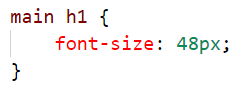 main h1 {
    font-size: 48px;
}